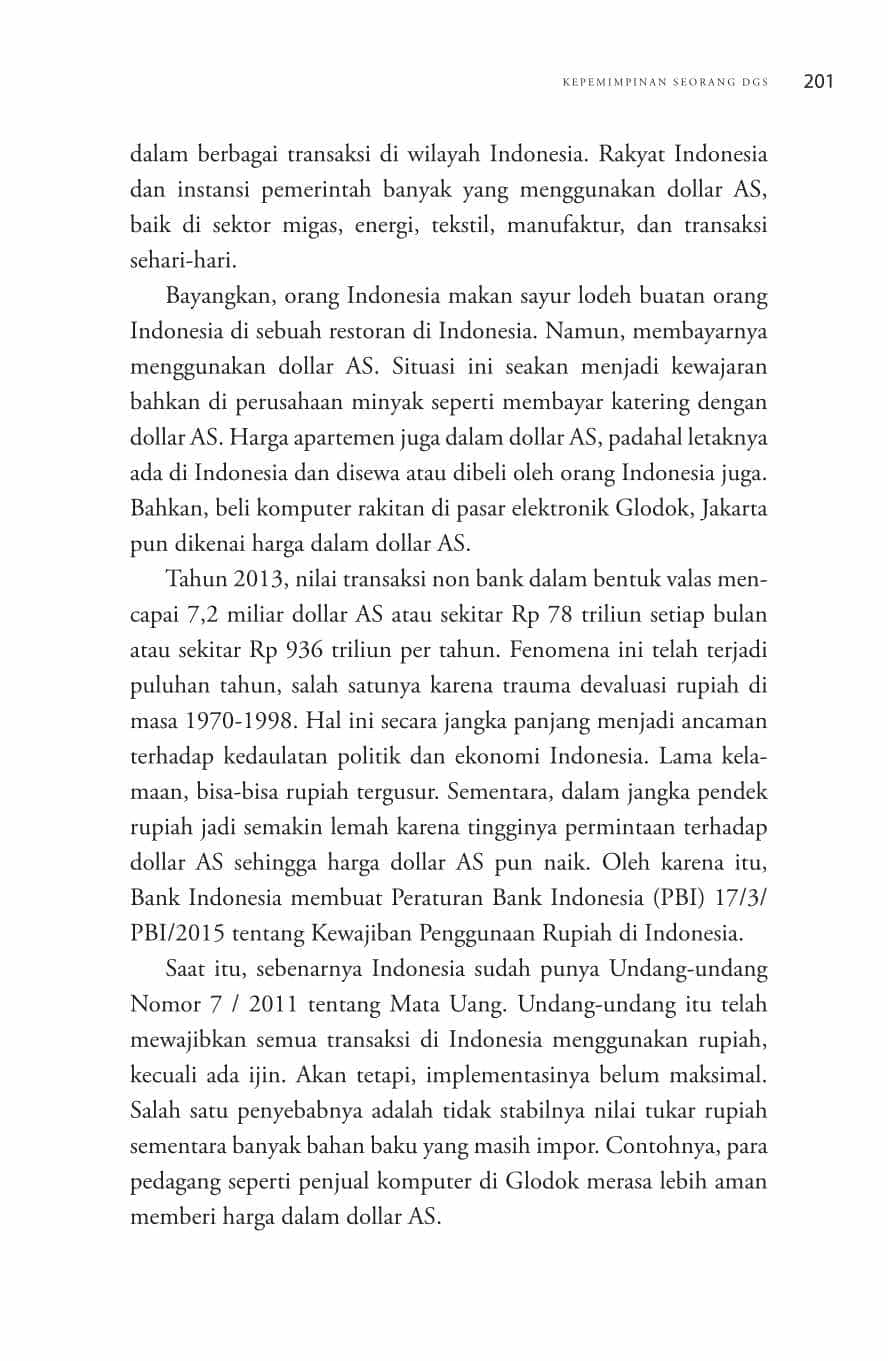 KEPEMIMPINAN SEORANG DGS 201
dalam berbagai transaksi di wilayah Indonesia. Rakyat Indonesia
dan instansi pemerintah banyak yang menggunakan dollar AS,
baik di sektor migas, energi, tekstil, manufaktur, dan transaksi
sehari-hari.
Bayangkan, orang Indonesia makan sayur lodeh buatan orang
Indonesia di sebuah restoran di Indonesia. Namun, membayarnya
menggunakan dollar AS. Situasi ini seakan menjadi kewajaran
bahkan di perusahaan minyak seperti membayar katering dengan
dollar AS. Harga apartemen juga dalam dollar AS, padahal letaknya
ada di Indonesia dan disewa atau dibeli oleh orang Indonesia juga.
Bahkan, beli komputer rakitan di pasar elektronik Glodok, Jakarta
pun dikenai harga dalam dollar AS.
Tahun 2013, nilai transaksi non bank dalam bentuk valas men-
capai 7,2 miliar dollar AS atau sekitar Rp 78 triliun setiap bulan
atau sekitar Rp 936 triliun per tahun. Fenomena ini telah terjadi
puluhan tahun, salah satunya karena trauma devaluasi rupiah di
masa 1970-1998. Hal ini secara jangka panjang menjadi ancaman
terhadap kedaulatan politik dan ekonomi Indonesia. Lama kela-
maan, bisa-bisa rupiah tergusur. Sementara, dalam jangka pendek
rupiah jadi semakin lemah karena tingginya permintaan terhadap
dollar AS sehingga harga dollar AS pun naik. Oleh karena itu,
Bank Indonesia membuat Peraturan Bank Indonesia (PBI) 17/3/
PBI/2015 tentang Kewajiban Penggunaan Rupiah di Indonesia.
Saat itu, sebenarnya Indonesia sudah punya Undang-undang
Nomor 7 / 2011 tentang Mata Uang. Undang-undang itu telah
mewajibkan semua transaksi di Indonesia menggunakan rupiah,
kecuali ada ijin. Akan tetapi, implementasinya belum maksimal.
Salah satu penyebabnya adalah tidak stabilnya nilai tukar rupiah
sementara banyak bahan baku yang masih impor. Contohnya, para
pedagang seperti penjual komputer di Glodok merasa lebih aman
memberi harga dalam dollar AS.